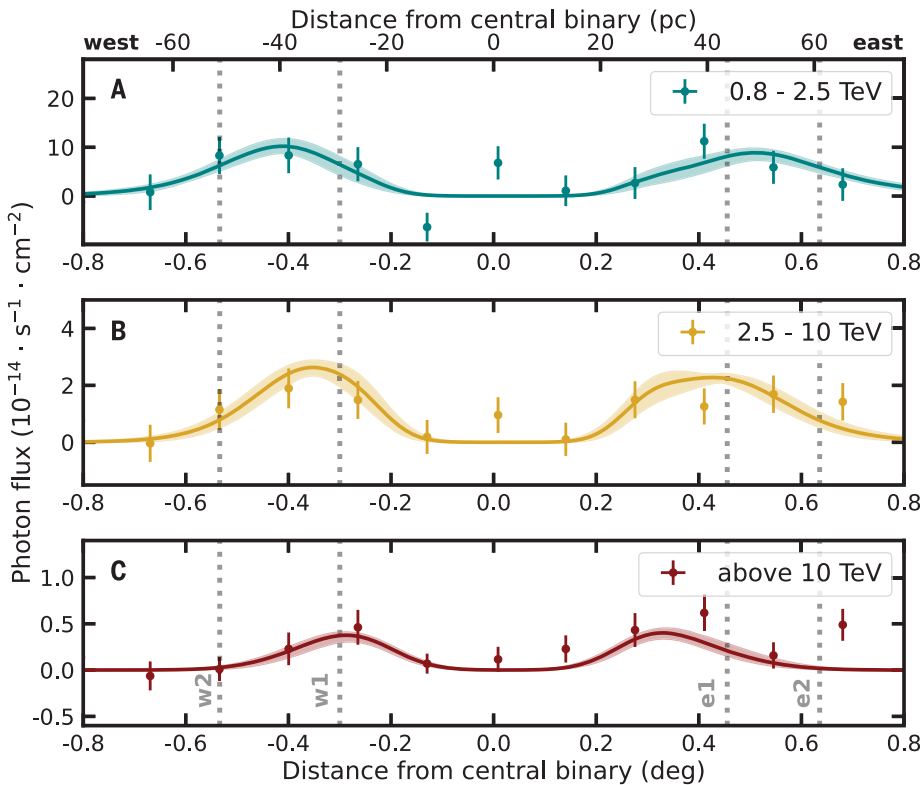 Distance from central binary (pc)
west -60 -40 -20 0 20 40 60 east
A
0.8 - 2.5 TeV
20
10
0
-0.8 -0.6 -0.4 -0.2 0.0 0.2 0.4 0.6 0.8
Photon flux (10⁻¹⁴ · s⁻¹ · cm⁻²)
B
2.5 - 10 TeV
4
2
0
-0.8 -0.6 -0.4 -0.2 0.0 0.2 0.4 0.6 0.8
C
above 10 TeV
1.0
0.5
0.0
-0.5
w2 w1 e1 e2
-0.8 -0.6 -0.4 -0.2 0.0 0.2 0.4 0.6 0.8
Distance from central binary (deg)